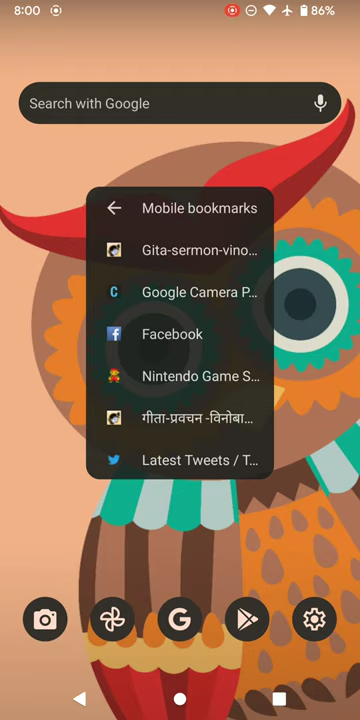 8:00
86%
Search with Google
Mobile bookmarks
Gita-sermon-vino...
Google Camera P...
Facebook
Nintendo Game S...
गीता-प्रवचन -विनोबा...
Latest Tweets / T...